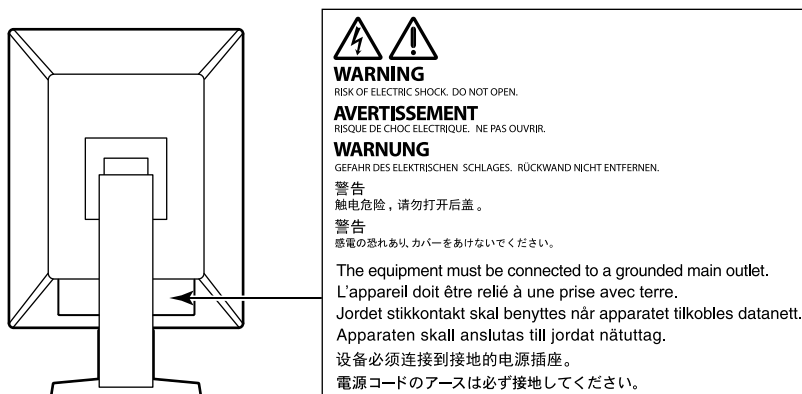 WARNING
RISK OF ELECTRIC SHOCK. DO NOT OPEN.
AVERTISSEMENT
RISQUE DE CHOC ELECTRIQUE. NE PAS OUVRIR.
WARNUNG
GEFAHR DES ELEKTRISCHEN SCHLAGES. RÜCKWAND NICHT ENTFERNEN.
警告
触电危险，请勿打开后盖。
警告
感電の恐れあり、カバーをあけないでください。
The equipment must be connected to a grounded main outlet.
L'appareil doit être relié à une prise avec terre.
Jordet stikkontakt skal benyttes når apparatet tilkobles datanett.
Apparaten skall anslutas till jordat nätuttag.
设备必须连接到接地的电源插座。
電源コードのアースは必ず接地してください。